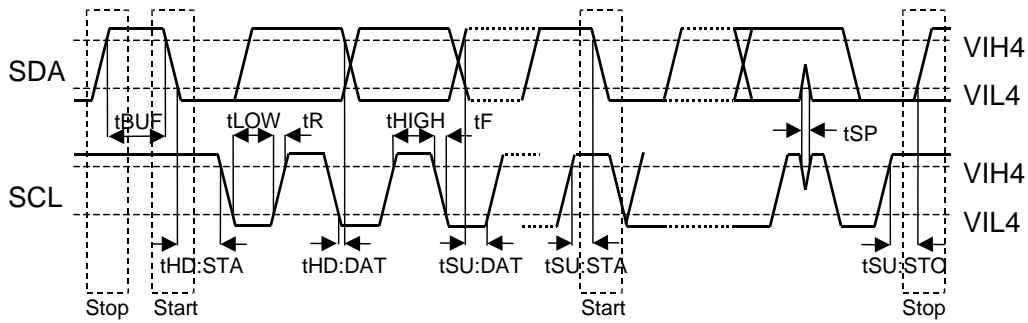 VIH4
SDA
VIL4
tBUF tLOW tR tHIGH tF
tSP
VIH4
SCL
VIL4
tHD:STA tHD:DAT tSU:DAT tSU:STA tSU:STO
Stop Start Start Stop